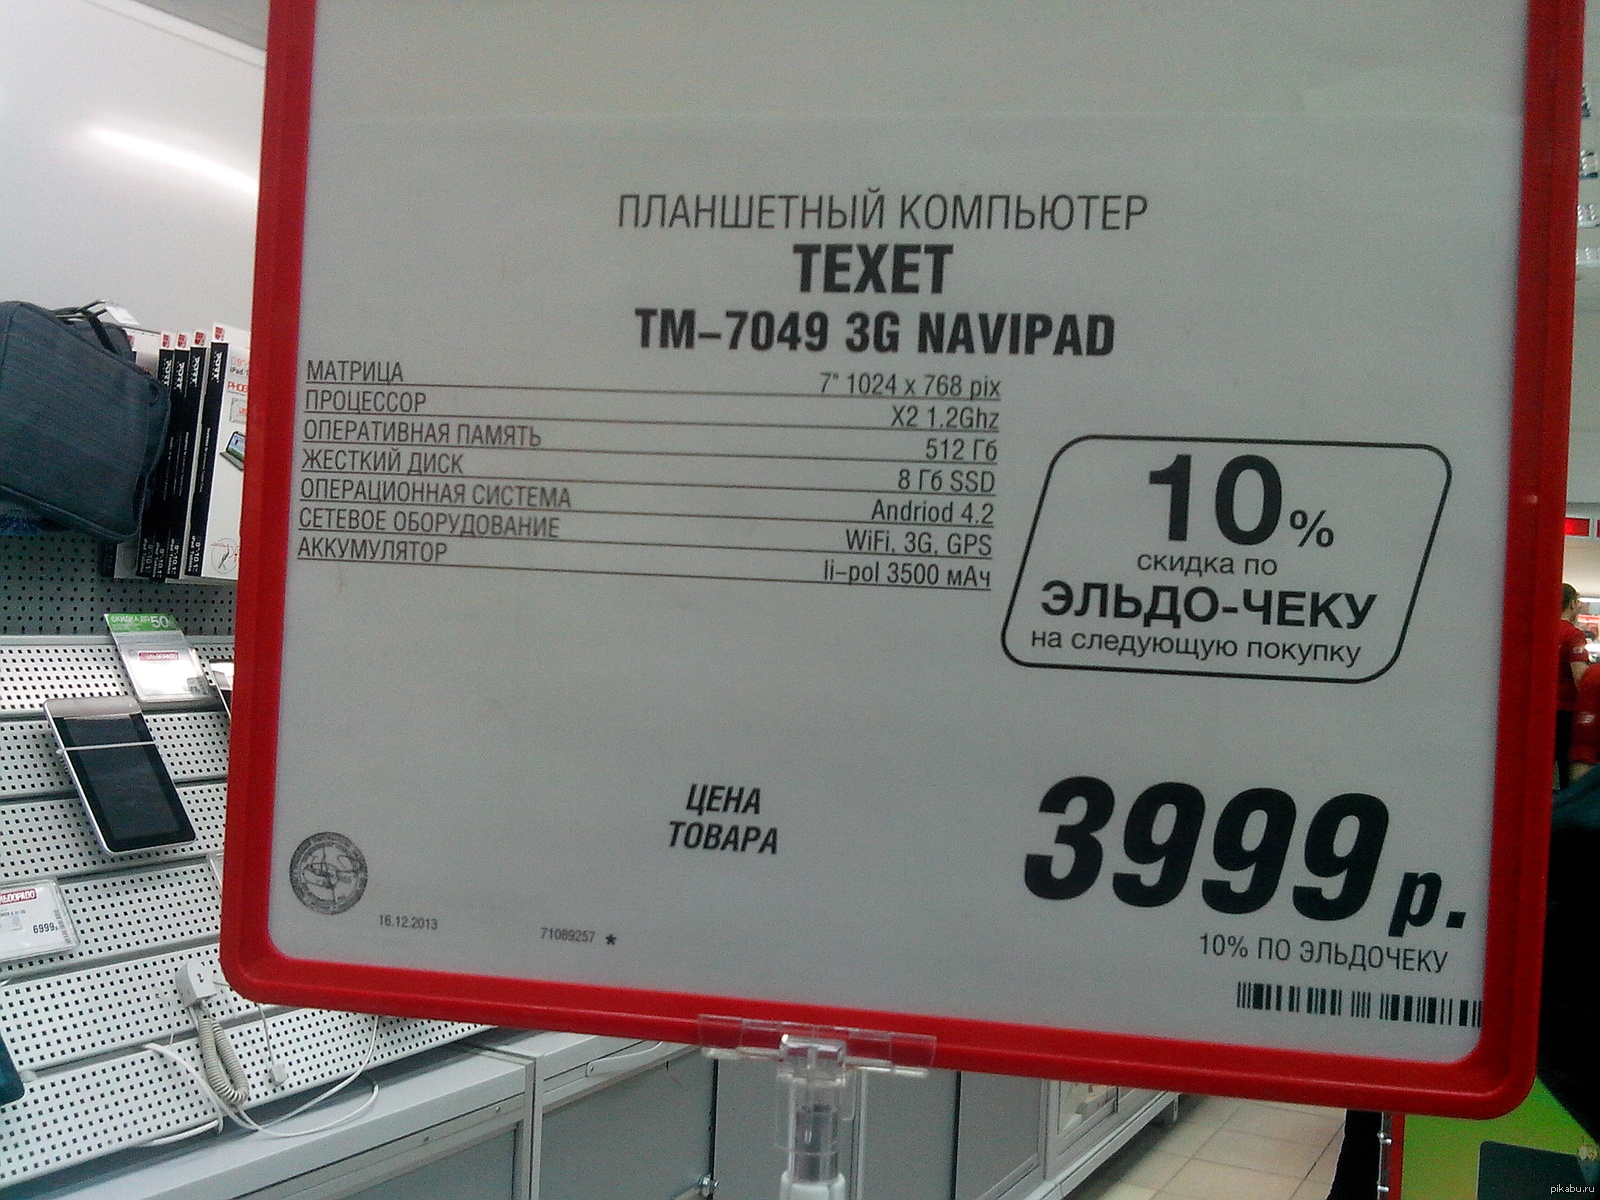 ПЛАНШЕТНЫЙ КОМПЬЮТЕР
TEXET
TM-7049 3G NAVIPAD
МАТРИЦА 7" 1024 x 768 pix
ПРОЦЕССОР X2 1.2Ghz
ОПЕРАТИВНАЯ ПАМЯТЬ 512 Гб
ЖЕСТКИЙ ДИСК 8 Гб SSD
ОПЕРАЦИОННАЯ СИСТЕМА Andriod 4.2
СЕТЕВОЕ ОБОРУДОВАНИЕ WiFi, 3G, GPS
АККУМУЛЯТОР li-pol 3500 мАч
10%
скидка по
ЭЛЬДО-ЧЕКУ
на следующую покупку
ЦЕНА
ТОВАРА
3999 р.
10% ПО ЭЛЬДОЧЕКУ
16.12.2013
71089257 *
СКИДКА ДО 50
6999
pikabu.ru